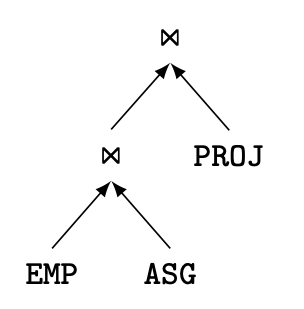 ⋈
⋈ PROJ
EMP ASG